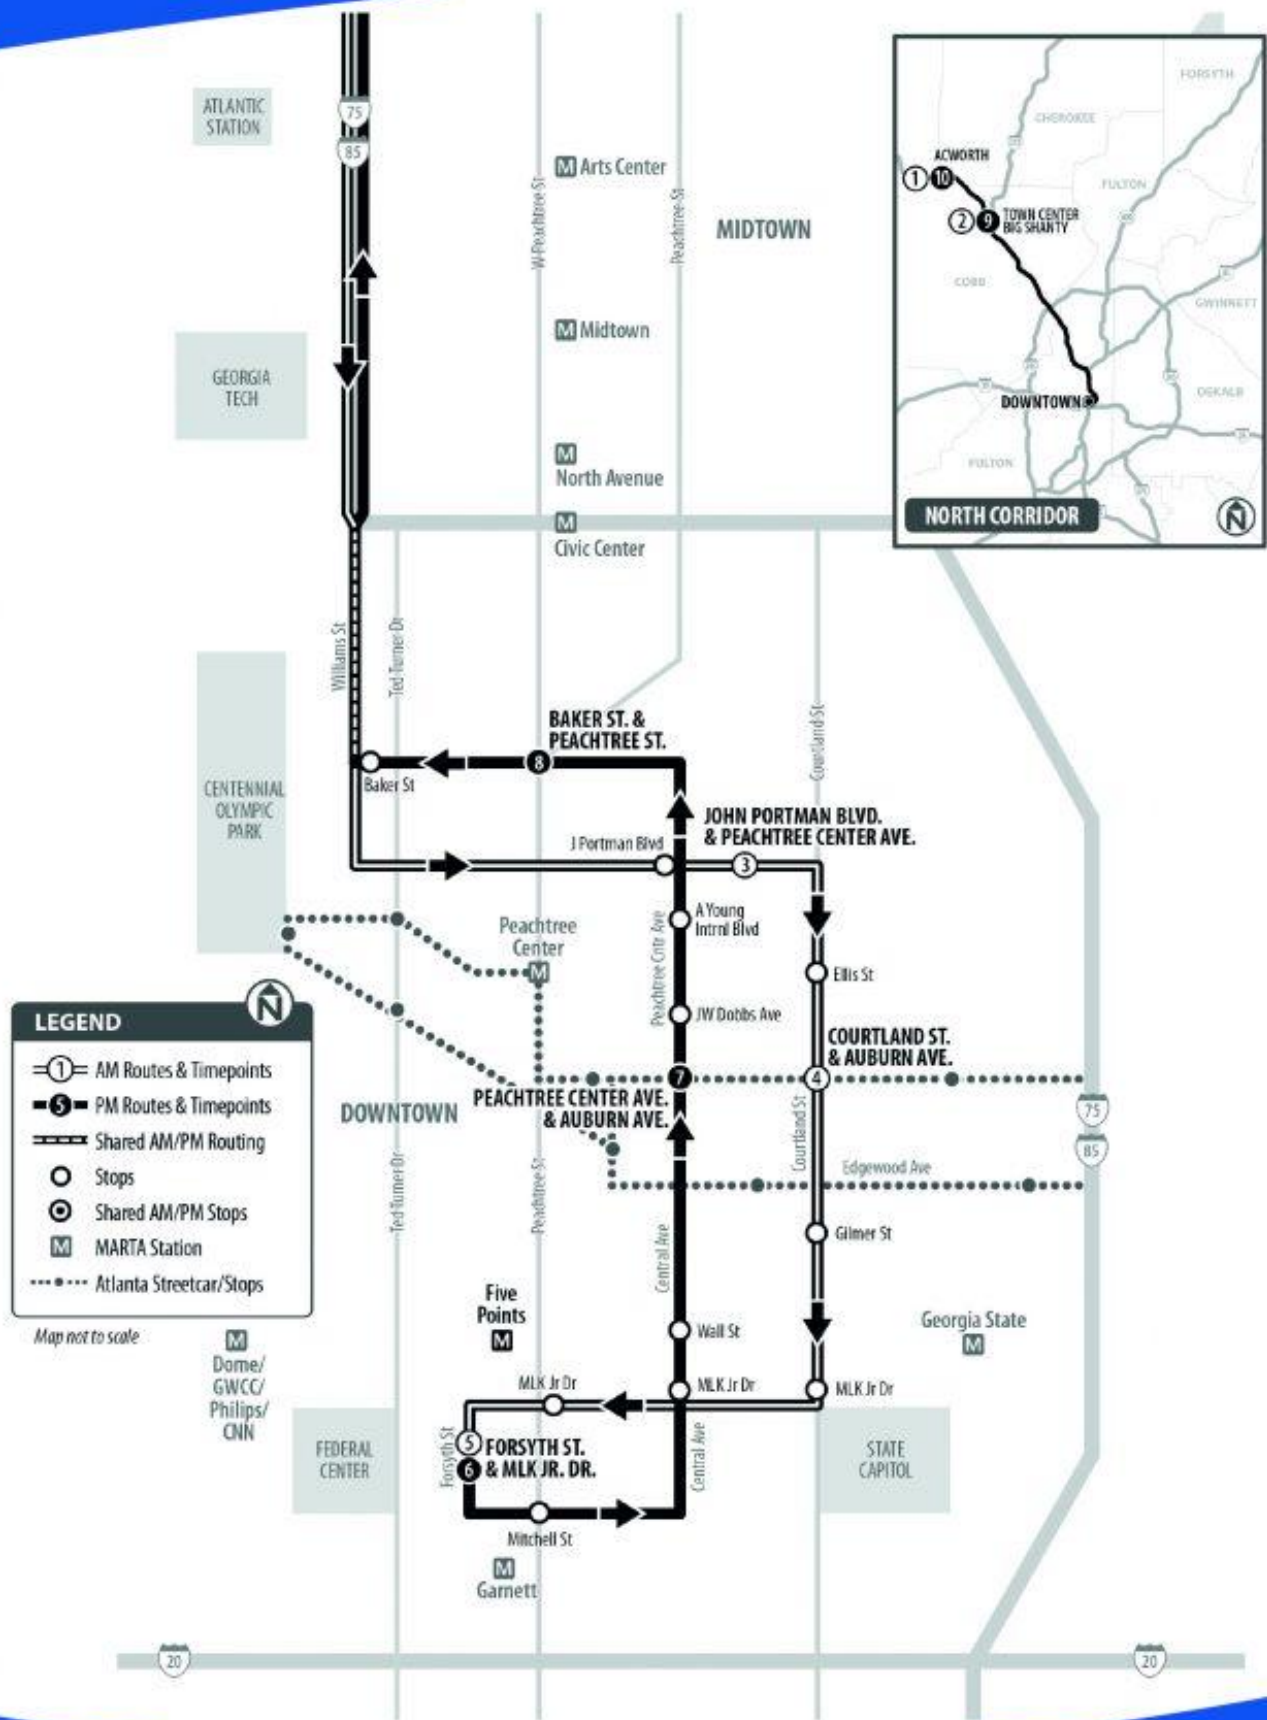 ATLANTIC
STATION
75
85
W Peachtree St
Peachtree St
M Arts Center
MIDTOWN
M Midtown
GEORGIA
TECH
M
North Avenue
M
Civic Center
FORSYTH
CHEROKEE
ACWORTH
1 10
FULTON
2 9 TOWN CENTER
BIG SHANTY
COBB
GWINNETT
DEKALB
DOWNTOWN
FULTON
NORTH CORRIDOR
N
Williams St
Ted Turner Dr
Courtland St
BAKER ST. &
PEACHTREE ST.
8
Baker St
CENTENNIAL
OLYMPIC
PARK
JOHN PORTMAN BLVD.
& PEACHTREE CENTER AVE.
J Portman Blvd
3
A Young
Intrnl Blvd
Peachtree Cntr Ave
Peachtree
Center
M
Ellis St
JW Dobbs Ave
COURTLAND ST.
& AUBURN AVE.
7
4
PEACHTREE CENTER AVE.
& AUBURN AVE.
DOWNTOWN
75
85
Courtland St
Edgewood Ave
Ted Turner Dr
Peachtree St
Central Ave
Gilmer St
N
LEGEND
1 AM Routes & Timepoints
5 PM Routes & Timepoints
Shared AM/PM Routing
Stops
Shared AM/PM Stops
M MARTA Station
Atlanta Streetcar/Stops
Map not to scale
Five
Points
M
Wall St
Georgia State
M
M
Dome/
GWCC/
Philips/
CNN
MLK Jr Dr
MLK Jr Dr
MLK Jr Dr
FEDERAL
CENTER
Forsyth St
5 FORSYTH ST.
6 & MLK JR. DR.
Central Ave
STATE
CAPITOL
Mitchell St
M
Garnett
20
20